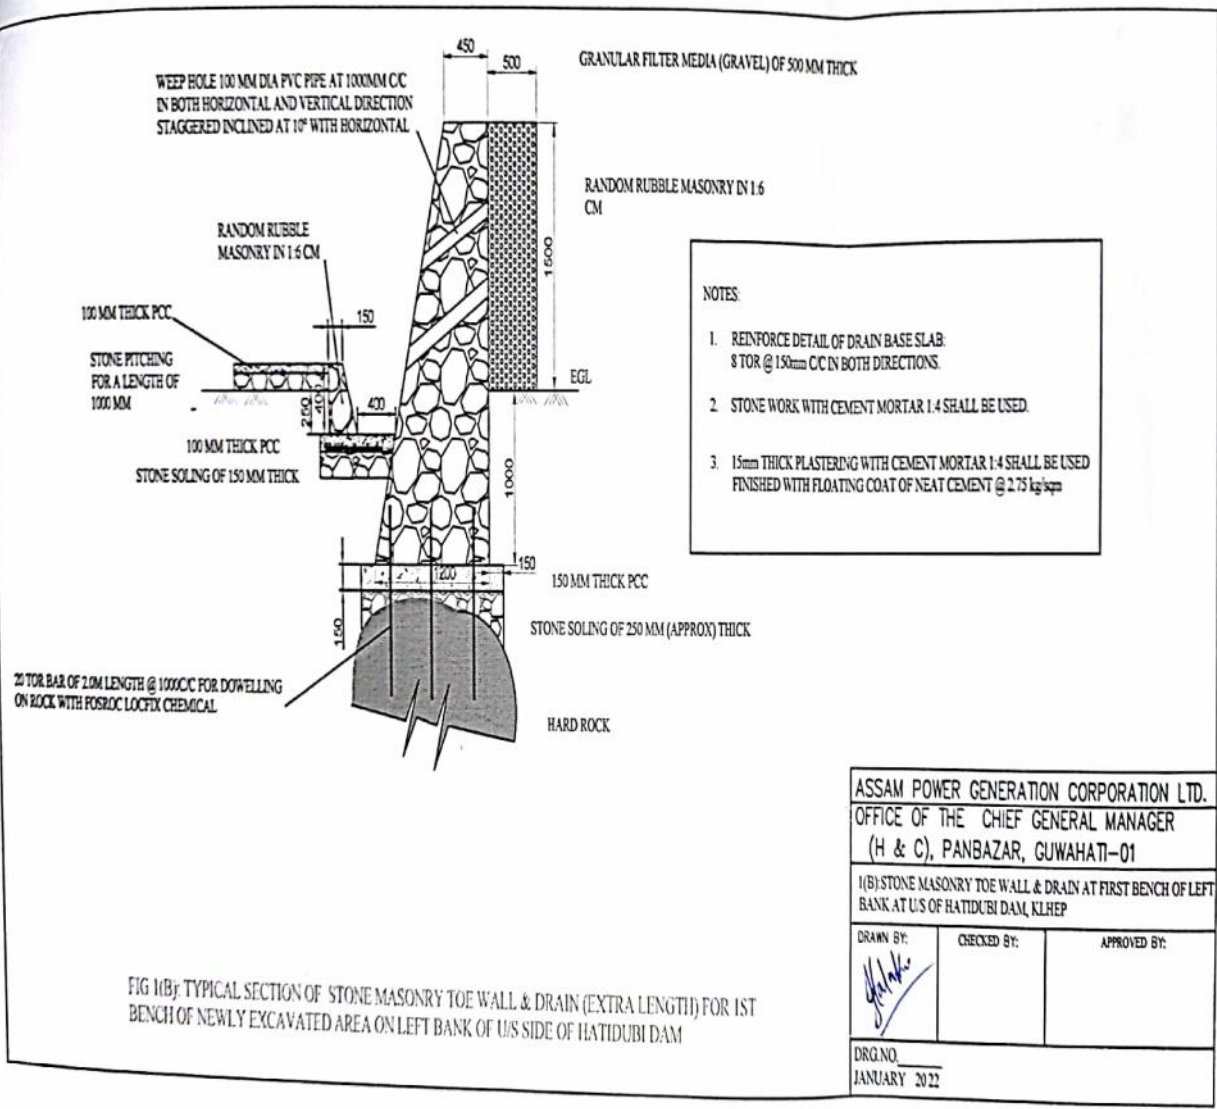 450
500
GRANULAR FILTER MEDIA (GRAVEL) OF 500 MM THICK
WEEP HOLE 100 MM DIA PVC PIPE AT 1000MM C/C
IN BOTH HORIZONTAL AND VERTICAL DIRECTION
STAGGERED INCLINED AT 10° WITH HORIZONTAL
RANDOM RUBBLE MASONRY IN 1:6
CM
RANDOM RUBBLE
MASONRY IN 1:6 CM
1500
100 MM THICK PCC
150
STONE PITCHING
FOR A LENGTH OF
1000 MM
EGL
250
400
100 MM THICK PCC
STONE SOLING OF 150 MM THICK
1000
NOTES:
1. REINFORCE DETAIL OF DRAIN BASE SLAB:
8 TOR @ 150mm C/C IN BOTH DIRECTIONS.
2. STONE WORK WITH CEMENT MORTAR 1:4 SHALL BE USED.
3. 15mm THICK PLASTERING WITH CEMENT MORTAR 1:4 SHALL BE USED
FINISHED WITH FLOATING COAT OF NEAT CEMENT @ 2.75 kg/sqm
1200
150
150 MM THICK PCC
150
STONE SOLING OF 250 MM (APPROX) THICK
20 TOR BAR OF 2.0M LENGTH @ 1000C/C FOR DOWELLING
ON ROCK WITH FOSROC LOCFIX CHEMICAL
HARD ROCK
ASSAM POWER GENERATION CORPORATION LTD.
OFFICE OF THE CHIEF GENERAL MANAGER
(H & C), PANBAZAR, GUWAHATI-01
1(B):STONE MASONRY TOE WALL & DRAIN AT FIRST BENCH OF LEFT
BANK AT U/S OF HATIDUBI DAM, KLHEP
DRAWN BY:
CHECKED BY:
APPROVED BY:
DRG.NO.
JANUARY 2022
FIG 1(B): TYPICAL SECTION OF STONE MASONRY TOE WALL & DRAIN (EXTRA LENGTH) FOR 1ST
BENCH OF NEWLY EXCAVATED AREA ON LEFT BANK OF U/S SIDE OF HATIDUBI DAM